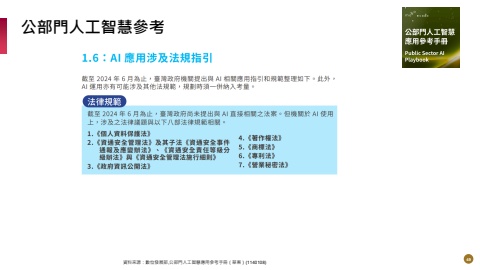 公部門人工智慧參考
公部門人工智慧
應用參考手冊
Public Sector AI
Playbook
1.6：AI 應用涉及法規指引
截至 2024 年 6 月為止，臺灣政府機關提出與 AI 相關應用指引和規範整理如下。此外，
AI 運用亦有可能涉及其他法規範，規劃時須一併納入考量。
法律規範
截至 2024 年 6 月為止，臺灣政府尚未提出與 AI 直接相關之法案。但機關於 AI 使用
上，涉及之法律議題與以下八部法律規範相關。
1.《個人資料保護法》
2.《資通安全管理法》及其子法《資通安全事件
通報及應變辦法》、《資通安全責任等級分
級辦法》與《資通安全管理法施行細則》
3.《政府資訊公開法》
4.《著作權法》
5.《商標法》
6.《專利法》
7.《營業秘密法》
資料來源：數位發展部,公部門人工智慧應用參考手冊（草案）(1140108)